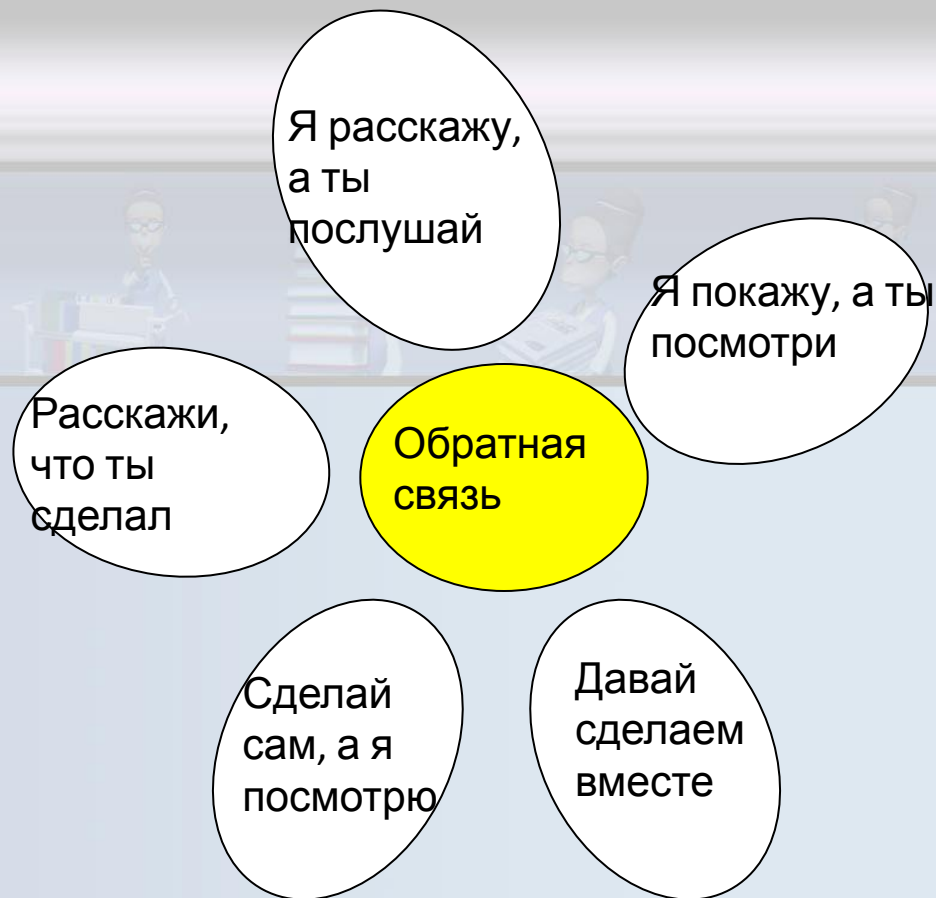 Я расскажу,
а ты
послушай
Я покажу, а ты
посмотри
Расскажи,
что ты
сделал
Обратная
связь
Сделай
сам, а я
посмотрю
Давай
сделаем
вместе